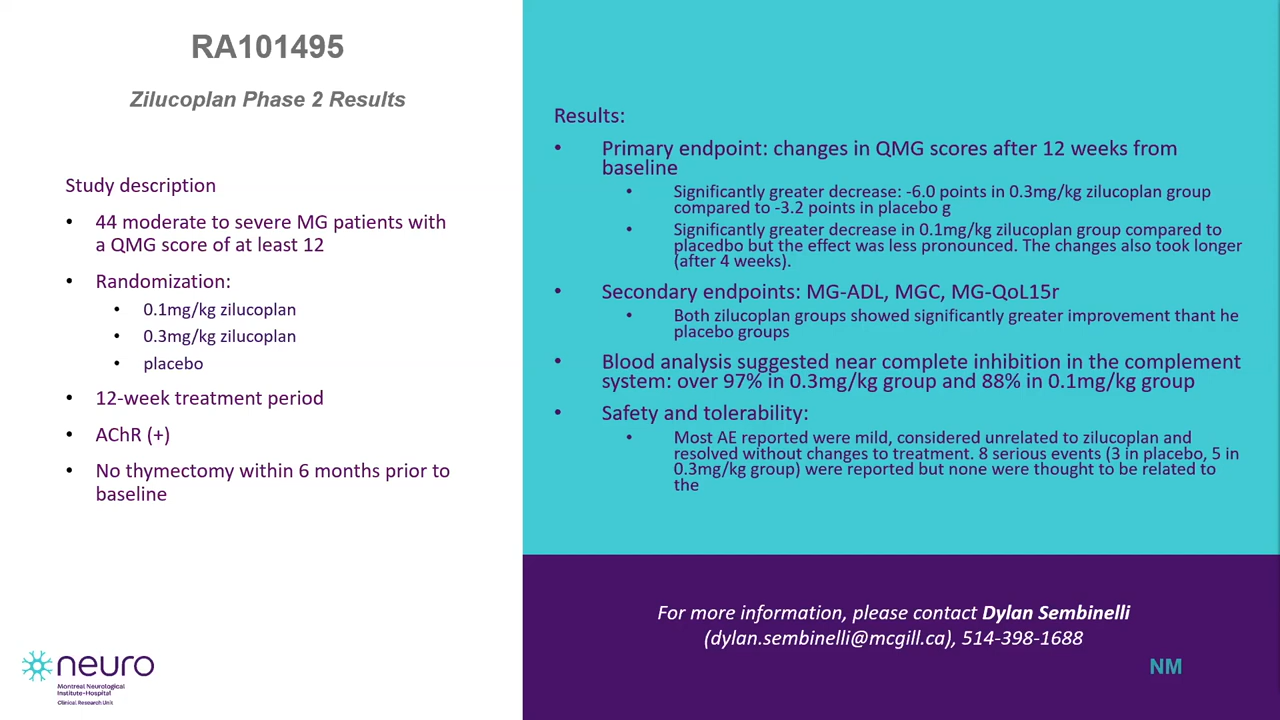 RA101495
Zilucoplan Phase 2 Results
Study description
• 44 moderate to severe MG patients with
a QMG score of at least 12
• Randomization:
• 0.1mg/kg zilucoplan
• 0.3mg/kg zilucoplan
• placebo
• 12-week treatment period
• AChR (+)
• No thymectomy within 6 months prior to
baseline
neuro
Montreal Neurological
Institute-Hospital
Clinical Research Unit
Results:
• Primary endpoint: changes in QMG scores after 12 weeks from
baseline
• Significantly greater decrease: -6.0 points in 0.3mg/kg zilucoplan group
compared to -3.2 points in placebo g
• Significantly greater decrease in 0.1mg/kg zilucoplan group compared to
placedbo but the effect was less pronounced. The changes also took longer
(after 4 weeks).
• Secondary endpoints: MG-ADL, MGC, MG-QoL15r
• Both zilucoplan groups showed significantly greater improvement thant he
placebo groups
• Blood analysis suggested near complete inhibition in the complement
system: over 97% in 0.3mg/kg group and 88% in 0.1mg/kg group
• Safety and tolerability:
• Most AE reported were mild, considered unrelated to zilucoplan and
resolved without changes to treatment. 8 serious events (3 in placebo, 5 in
0.3mg/kg group) were reported but none were thought to be related to
the
For more information, please contact Dylan Sembinelli
(dylan.sembinelli@mcgill.ca), 514-398-1688
NM